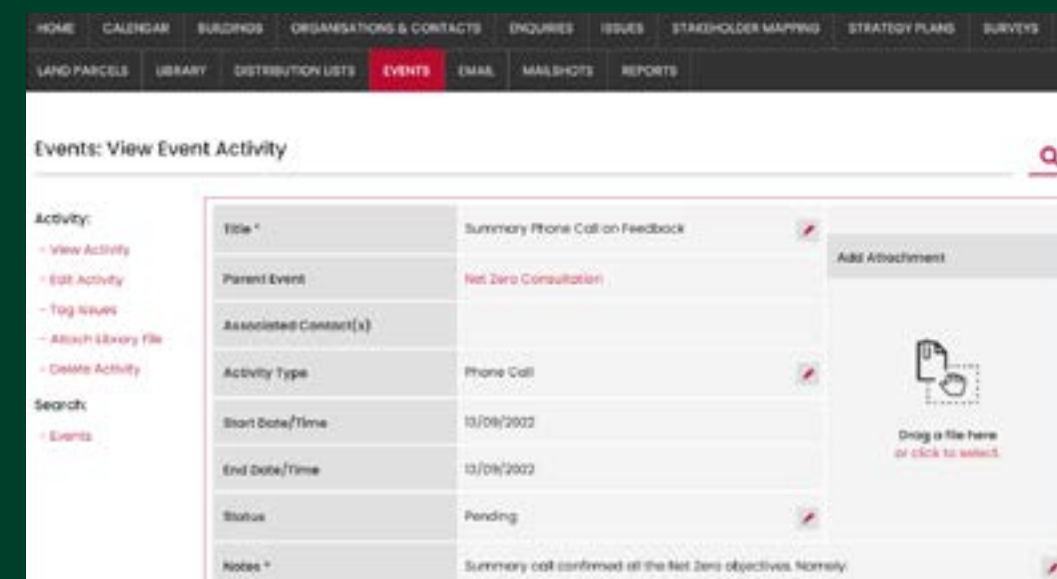 HOME CALENDAR BUILDINGS ORGANISATIONS & CONTACTS ENQUIRIES ISSUES STAKEHOLDER MAPPING STRATEGY PLANS SURVEYS
LAND PARCELS LIBRARY DISTRIBUTION LISTS EVENTS EMAIL MAILSHOTS REPORTS
Events: View Event Activity
Activity:
- View Activity
- Edit Activity
- Tag Issues
- Attach Library File
- Delete Activity
Search:
- Events
Title * Summary Phone Call on Feedback
Parent Event Net Zero Consultation
Associated Contact(s)
Activity Type Phone Call
Start Date/Time 13/09/2022
End Date/Time 13/09/2022
Status Pending
Notes * Summary call confirmed all the Net Zero objectives. Namely:
Add Attachment
Drag a file here
or click to select.